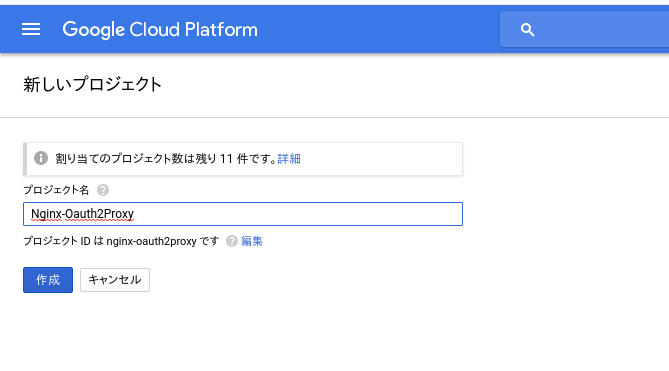 Google Cloud Platform
新しいプロジェクト
割り当てのプロジェクト数は残り 11 件です。詳細
プロジェクト名
Nginx-Oauth2Proxy
プロジェクト ID は nginx-oauth2proxy です 編集
作成 キャンセル